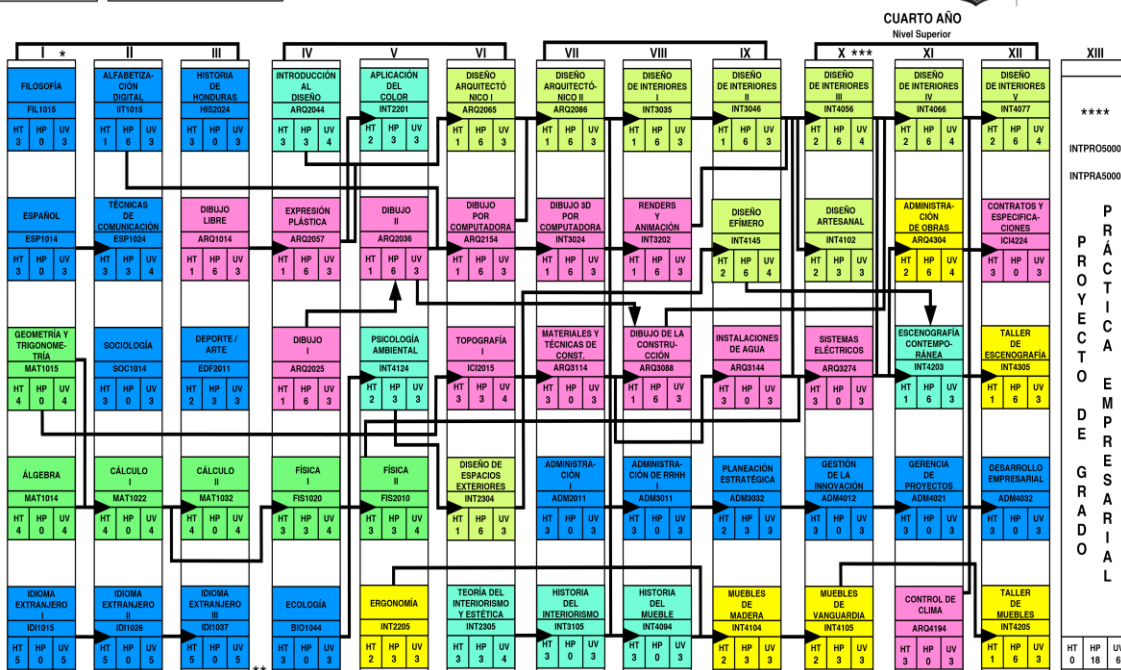 CUARTO AÑO
Nivel Superior
I *
II
III
IV
V
VI
VII
VIII
IX
X ***
XI
XII
XIII
FILOSOFÍA
FIL1015
HT HP UV
3 0 3
ALFABETIZA-
CIÓN
DIGITAL
IIT1015
HT HP UV
1 6 3
HISTORIA
DE
HONDURAS
HIS2024
HT HP UV
3 0 3
INTRODUCCIÓN
AL
DISEÑO
ARQ2044
HT HP UV
3 3 4
APLICACIÓN
DEL
COLOR
INT2201
HT HP UV
2 3 3
DISEÑO
ARQUITECTÓ
NICO I
ARQ2065
HT HP UV
1 6 3
DISEÑO
ARQUITECTÓ-
NICO II
ARQ2086
HT HP UV
1 6 3
DISEÑO
DE INTERIORES
I
INT3035
HT HP UV
1 6 3
DISEÑO
DE INTERIORES
II
INT3046
HT HP UV
1 6 3
DISEÑO
DE INTERIORES
III
INT4056
HT HP UV
2 6 4
DISEÑO
DE INTERIORES
IV
INT4066
HT HP UV
2 6 4
DISEÑO
DE INTERIORES
V
INT4077
HT HP UV
2 6 4
****
INTPRO5000
INTPRA5000
ESPAÑOL
ESP1014
HT HP UV
3 0 3
TÉCNICAS
DE
COMUNICACIÓN
ESP1024
HT HP UV
3 3 4
DIBUJO
LIBRE
ARQ1014
HT HP UV
1 6 3
EXPRESIÓN
PLÁSTICA
ARQ2057
HT HP UV
1 6 3
DIBUJO
II
ARQ2036
HT HP UV
1 6 3
DIBUJO
POR
COMPUTADORA
ARQ2154
HT HP UV
1 6 3
DIBUJO 3D
POR
COMPUTADORA
INT3024
HT HP UV
1 6 3
RENDERS
Y
ANIMACIÓN
INT3202
HT HP UV
1 6 3
DISEÑO
EFÍMERO
INT4145
HT HP UV
2 6 4
DISEÑO
ARTESANAL
INT4102
HT HP UV
2 3 3
ADMINISTRA-
CIÓN
DE OBRAS
ARQ4304
HT HP UV
2 6 4
CONTRATOS Y
ESPECIFICA-
CIONES
ICI4224
HT HP UV
3 0 3
GEOMETRÍA Y
TRIGONOME-
TRÍA
MAT1015
HT HP UV
4 0 4
SOCIOLOGÍA
SOC1014
HT HP UV
3 0 3
DEPORTE /
ARTE
EDF2011
HT HP UV
2 3 3
DIBUJO
I
ARQ2025
HT HP UV
1 6 3
PSICOLOGÍA
AMBIENTAL
INT4124
HT HP UV
2 3 3
TOPOGRAFÍA
I
ICI2015
HT HP UV
3 3 4
MATERIALES Y
TÉCNICAS DE
CONST.
ARQ3114
HT HP UV
3 0 3
DIBUJO DE LA
CONSTRU-
CCIÓN
ARQ3088
HT HP UV
1 6 3
INSTALACIONES
DE AGUA
ARQ3144
HT HP UV
3 0 3
SISTEMAS
ELÉCTRICOS
ARQ3274
HT HP UV
3 0 3
ESCENOGRAFÍA
CONTEMPO-
RÁNEA
INT4203
HT HP UV
1 6 3
TALLER
DE
ESCENOGRAFÍA
INT4305
HT HP UV
1 6 3
ÁLGEBRA
MAT1014
HT HP UV
4 0 4
CÁLCULO
I
MAT1022
HT HP UV
4 0 4
CÁLCULO
II
MAT1032
HT HP UV
4 0 4
FÍSICA
I
FIS1020
HT HP UV
3 3 4
FÍSICA
II
FIS2010
HT HP UV
3 3 4
DISEÑO DE
ESPACIOS
EXTERIORES
INT2304
HT HP UV
1 6 3
ADMINISTRA-
CIÓN
I
ADM2011
HT HP UV
3 0 3
ADMINISTRA-
CIÓN DE RRHH
I
ADM3011
HT HP UV
3 0 3
PLANEACIÓN
ESTRATÉGICA
ADM3032
HT HP UV
2 3 3
GESTIÓN
DE LA
INNOVACIÓN
ADM4012
HT HP UV
3 0 3
GERENCIA
DE
PROYECTOS
ADM4021
HT HP UV
3 0 3
DESARROLLO
EMPRESARIAL
ADM4032
HT HP UV
3 0 3
IDIOMA
EXTRANJERO
I
IDI1015
HT HP UV
5 0 5
IDIOMA
EXTRANJERO
II
IDI1026
HT HP UV
5 0 5
IDIOMA
EXTRANJERO
III
IDI1037
HT HP UV
5 0 5
**
ECOLOGÍA
BIO1044
HT HP UV
3 0 3
ERGONOMÍA
INT2205
HT HP UV
2 3 3
TEORÍA DEL
INTERIORISMO
Y ESTÉTICA
INT2305
HT HP UV
3 3 4
HISTORIA
DEL
INTERIORISMO
INT3105
HT HP UV
3 0 3
HISTORIA
DEL
MUEBLE
INT4094
HT HP UV
3 0 3
MUEBLES
DE
MADERA
INT4104
HT HP UV
2 3 3
MUEBLES
DE
VANGUARDIA
INT4105
HT HP UV
2 3 3
CONTROL DE
CLIMA
ARQ4194
HT HP UV
3 0 3
TALLER
DE
MUEBLES
INT4205
HT HP UV
2 3 3
PROYECTO DE GRADO
PRÁCTICA EMPRESARIAL
HT HP
0 18